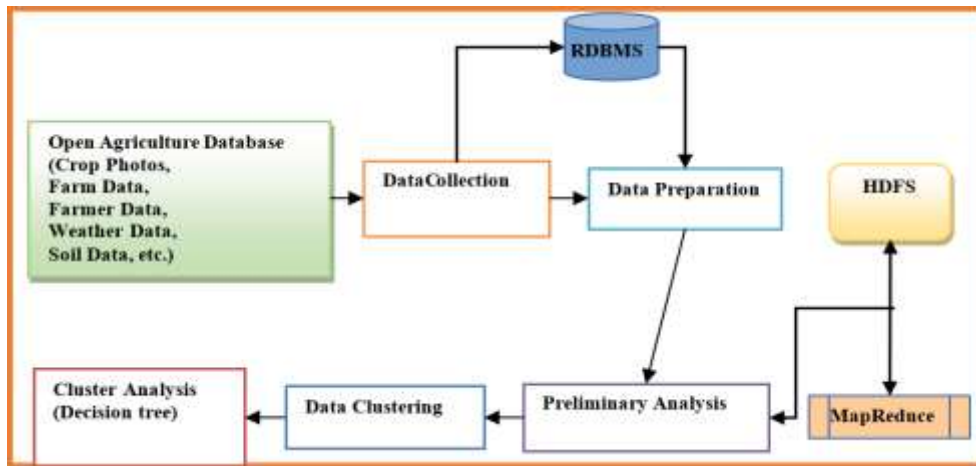 RDBMS
Open Agriculture Database
(Crop Photos,
Farm Data,
Farmer Data,
Weather Data,
Soil Data, etc.)
DataCollection
Data Preparation
HDFS
Cluster Analysis
(Decision tree)
Data Clustering
Preliminary Analysis
MapReduce